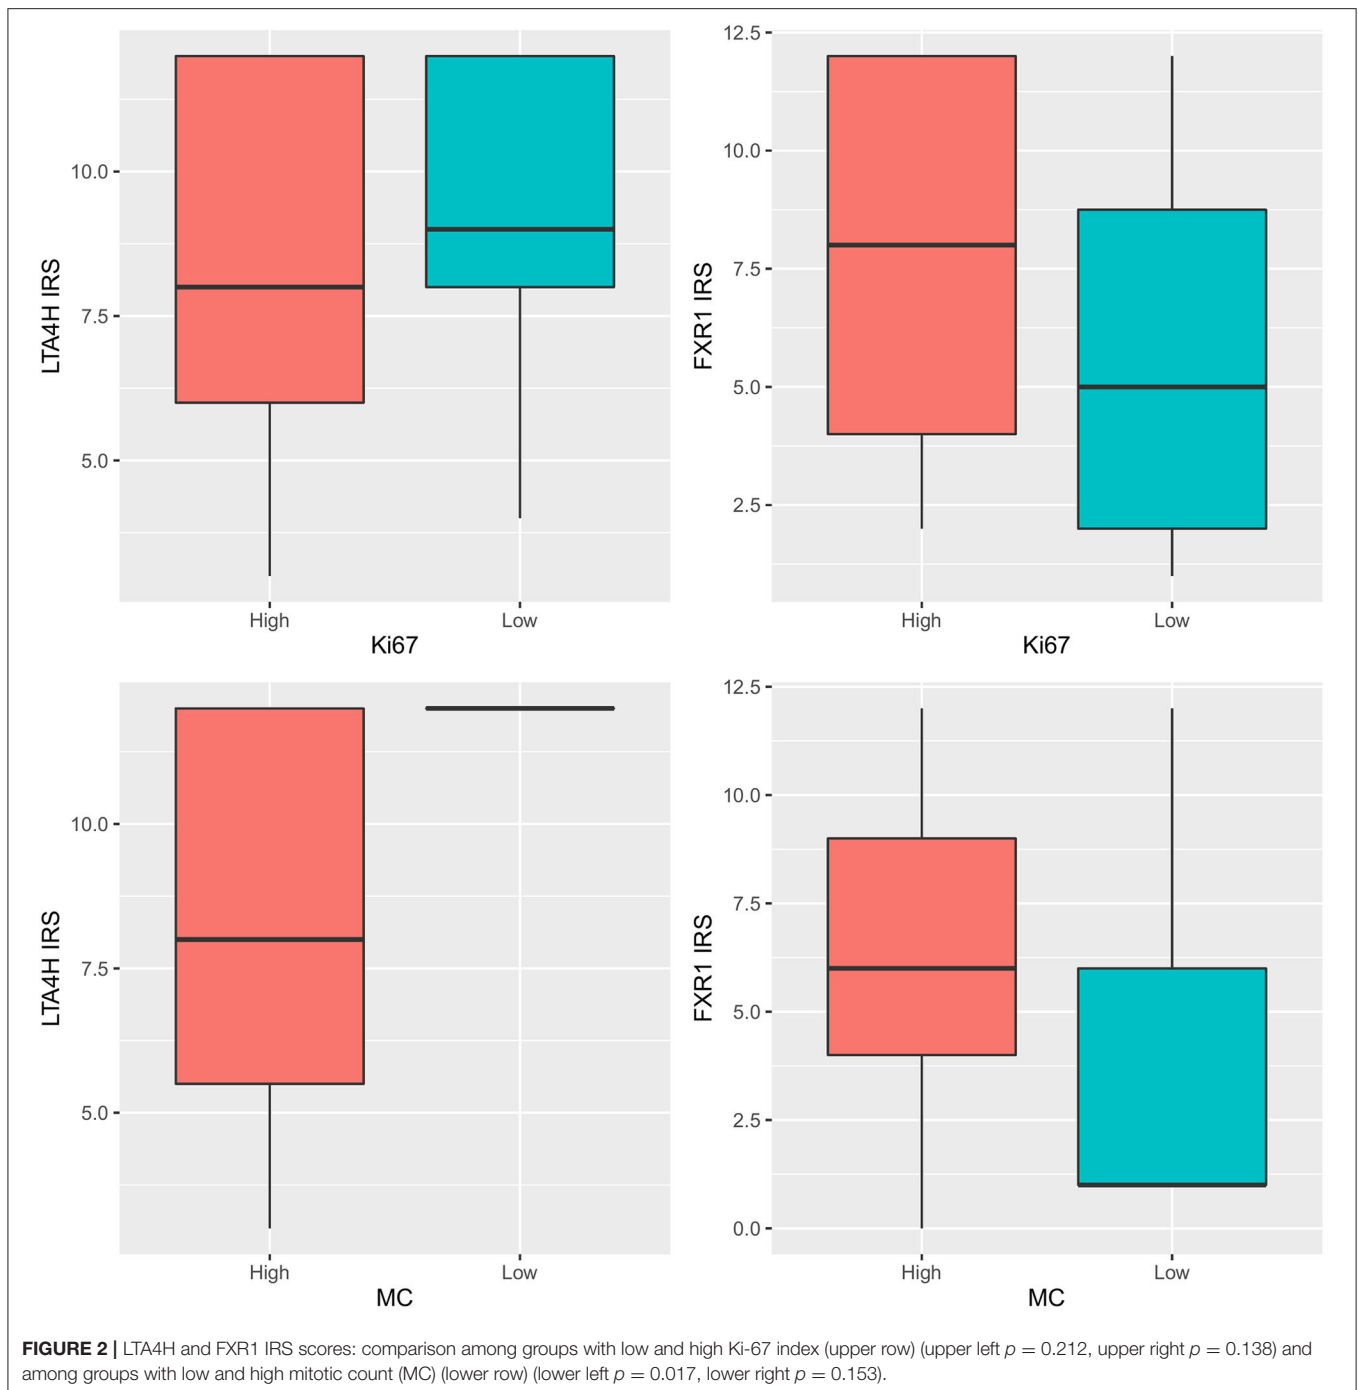 10.0
7.5
5.0
LTA4H IRS
High Low
Ki67
12.5
10.0
7.5
5.0
2.5
FXR1 IRS
High Low
Ki67
10.0
7.5
5.0
LTA4H IRS
High Low
MC
12.5
10.0
7.5
5.0
2.5
0.0
FXR1 IRS
High Low
MC
FIGURE 2 | LTA4H and FXR1 IRS scores: comparison among groups with low and high Ki-67 index (upper row) (upper left p = 0.212, upper right p = 0.138) and
among groups with low and high mitotic count (MC) (lower row) (lower left p = 0.017, lower right p = 0.153).